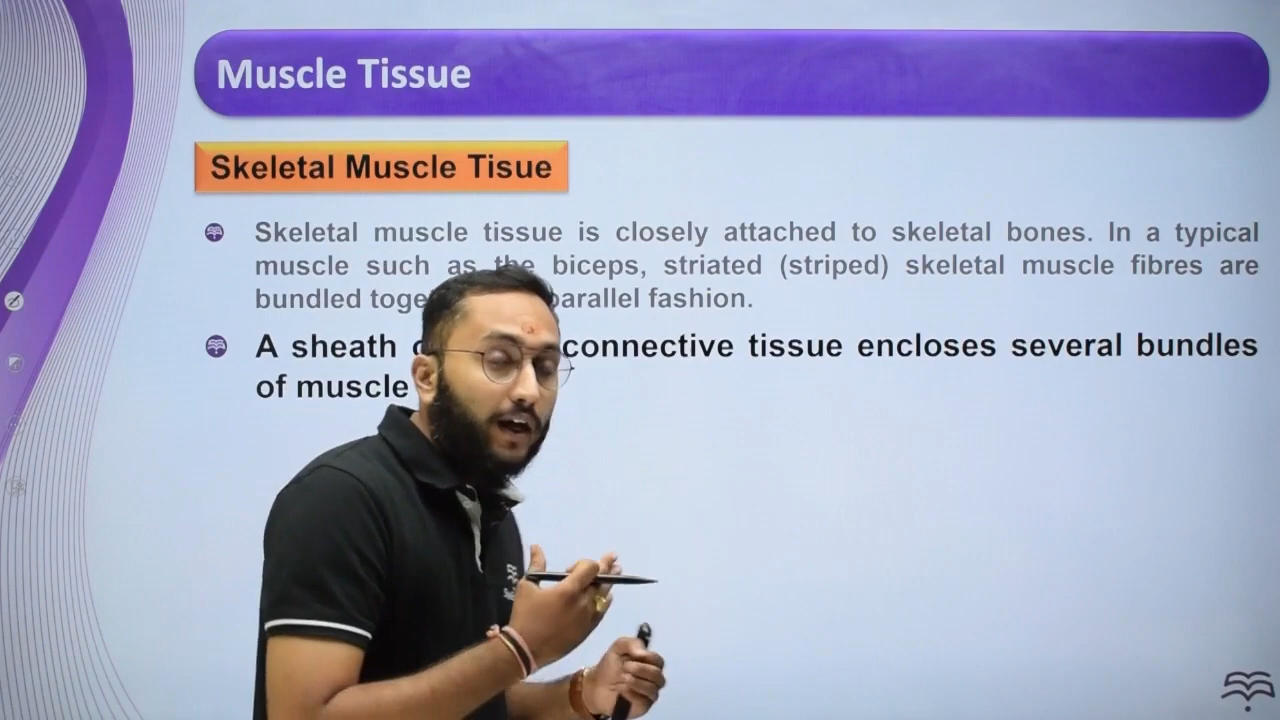 Muscle Tissue
Skeletal Muscle Tisue
Skeletal muscle tissue is closely attached to skeletal bones. In a typical
muscle such as the biceps, striated (striped) skeletal muscle fibres are
bundled parallel fashion.
A sheath connective tissue encloses several bundles
of muscle